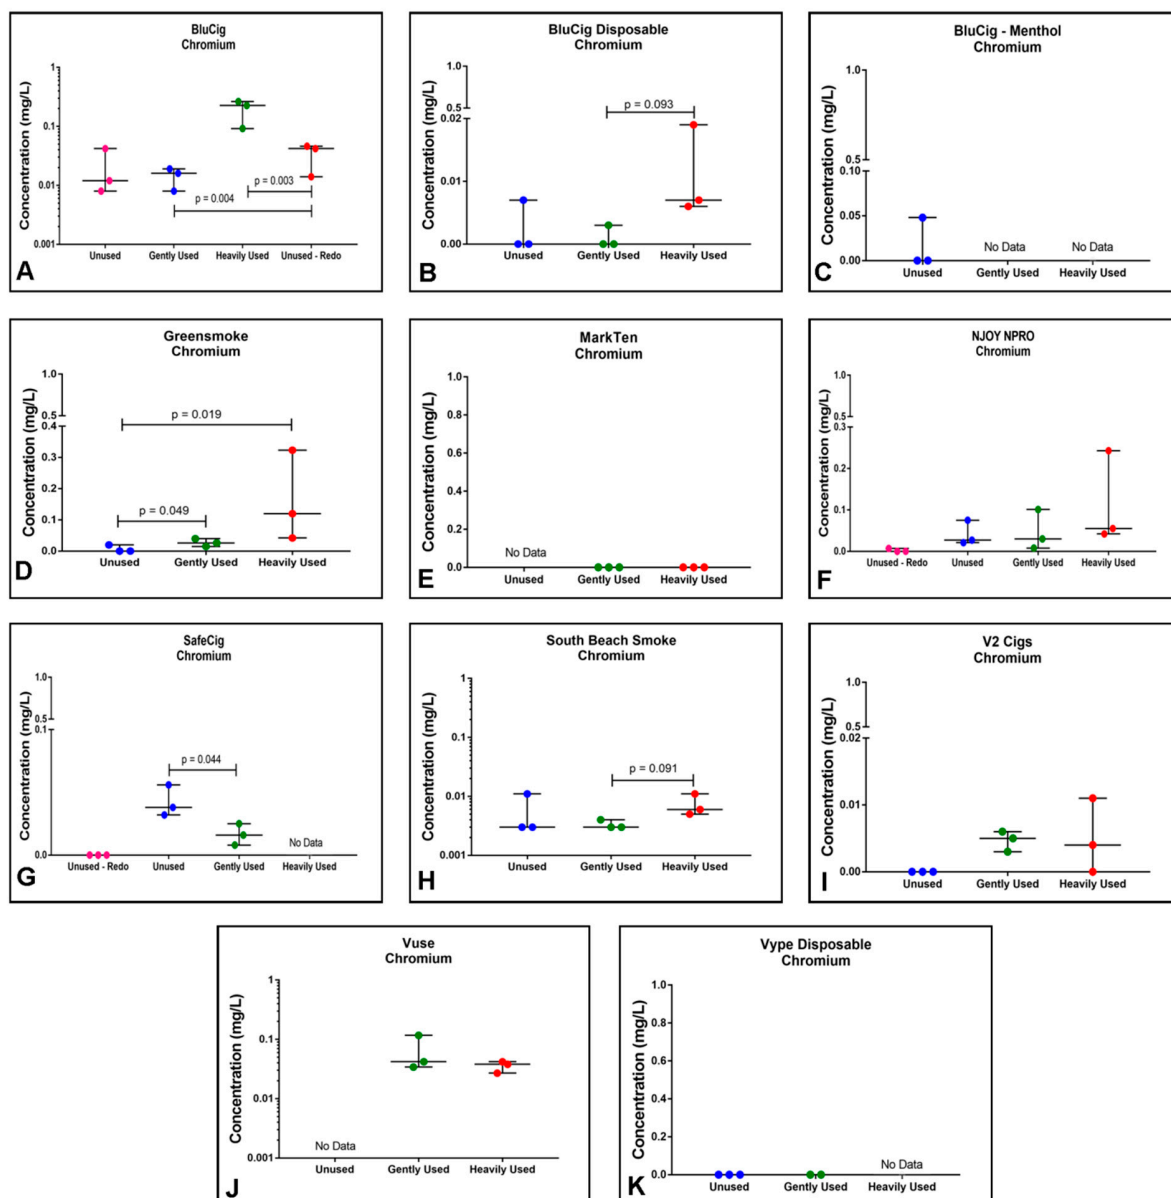 BluCig
Chromium
Concentration (mg/L)
1
0.1
0.01
0.001
p = 0.003
p = 0.004
Unused Gently Used Heavily Used Unused - Redo
A
BluCig Disposable
Chromium
Concentration (mg/L)
1.0
0.5
0.02
0.01
0.00
p = 0.093
Unused Gently Used Heavily Used
B
BluCig - Menthol
Chromium
Concentration (mg/L)
1.0
0.5
0.10
0.05
0.00
No Data No Data
Unused Gently Used Heavily Used
C
Greensmoke
Chromium
Concentration (mg/L)
1.0
0.5
0.4
0.3
0.2
0.1
0.0
p = 0.019
p = 0.049
Unused Gently Used Heavily Used
D
MarkTen
Chromium
Concentration (mg/L)
1.0
0.8
0.6
0.4
0.2
0.0
No Data
Unused Gently Used Heavily Used
E
NJOY NPRO
Chromium
Concentration (mg/L)
1.0
0.5
0.3
0.2
0.1
0.0
Unused - Redo Unused Gently Used Heavily Used
F
SafeCig
Chromium
Concentration (mg/L)
1.0
0.5
0.1
0.0
p = 0.044
No Data
Unused - Redo Unused Gently Used Heavily Used
G
South Beach Smoke
Chromium
Concentration (mg/L)
1
0.1
0.01
0.001
p = 0.091
Unused Gently Used Heavily Used
H
V2 Cigs
Chromium
Concentration (mg/L)
1.0
0.5
0.02
0.01
0.00
Unused Gently Used Heavily Used
I
Vuse
Chromium
Concentration (mg/L)
1
0.1
0.01
0.001
No Data
Unused Gently Used Heavily Used
J
Vype Disposable
Chromium
Concentration (mg/L)
1.0
0.8
0.6
0.4
0.2
0.0
No Data
Unused Gently Used Heavily Used
K